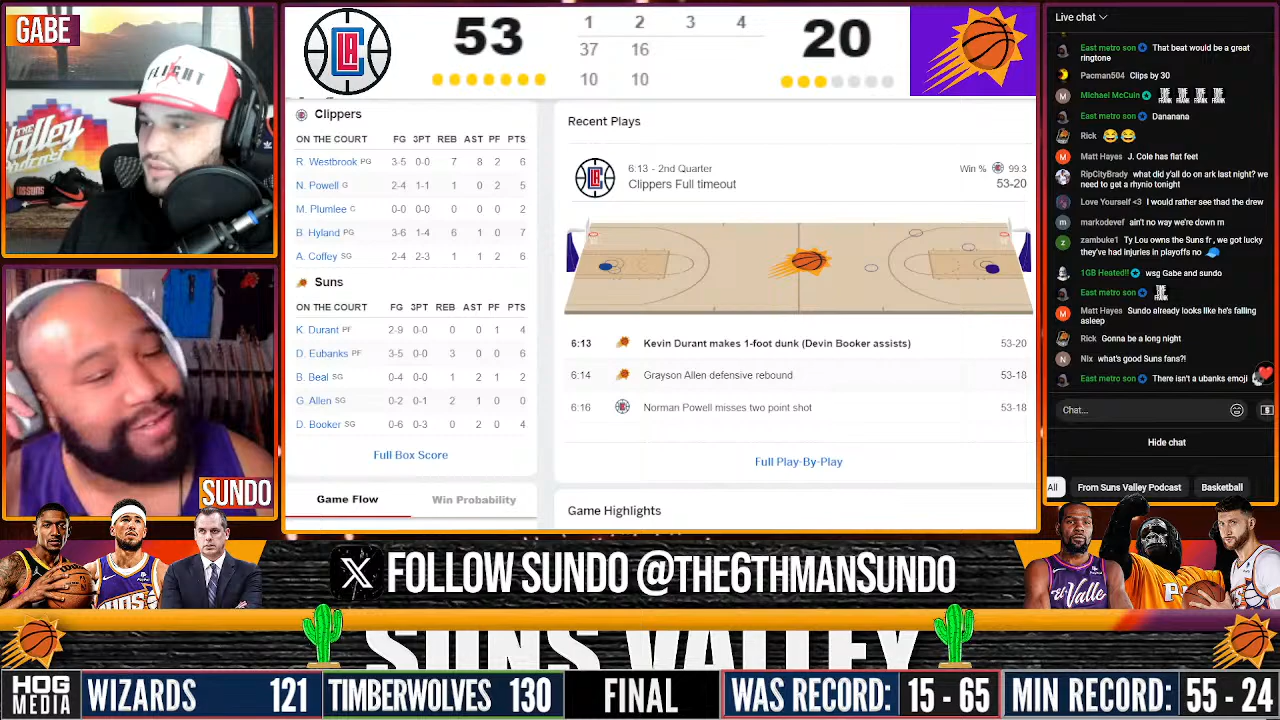 GABE
FLIGHT
THE Valley
PODCAST
SUNDO
53
1 2 3 4
37 16
10 10
20
Clippers
ON THE COURT FG 3PT REB AST PF PTS
R. Westbrook PG 3-5 0-0 7 8 2 6
N. Powell G 2-4 1-1 1 0 2 5
M. Plumlee C 0-0 0-0 0 0 0 2
B. Hyland PG 3-6 1-4 6 1 0 7
A. Coffey SG 2-4 2-3 1 1 2 6
Suns
ON THE COURT FG 3PT REB AST PF PTS
K. Durant PF 2-9 0-0 0 0 1 4
D. Eubanks PF 3-5 0-0 3 0 0 6
B. Beal SG 0-4 0-0 1 2 1 2
G. Allen SG 0-2 0-1 2 1 0 0
D. Booker SG 0-6 0-3 0 2 0 4
Full Box Score
Game Flow Win Probability
Recent Plays
6:13 - 2nd Quarter
Clippers Full timeout
Win % 99.3
53-20
6:13 Kevin Durant makes 1-foot dunk (Devin Booker assists) 53-20
6:14 Grayson Allen defensive rebound 53-18
6:16 Norman Powell misses two point shot 53-18
Full Play-By-Play
Game Highlights
Live chat
East metro son That beat would be a great
ringtone
Pacman504 Clips by 30
Michael McCuin
East metro son Dananana
Rick
Matt Hayes J. Cole has flat feet
RipCityBrady what did y'all do on ark last night? we
need to get a rhythm tonight
Love Yourself <3 I would rather see thad the drew
markodevef ain't no way we're down rn
zambuke1 Ty Lou owns the Suns fr , we got lucky
they've had injuries in playoffs no
1GB Heated!! wsg Gabe and sundo
East metro son
Matt Hayes Sundo already looks like he's falling
asleep
Rick Gonna be a long night
Nix what's good Suns fans?!
East metro son There isn't a ubanks emoji
Chat...
Hide chat
All From Suns Valley Podcast Basketball
X FOLLOW SUNDO @THE6THMANSUNDO
SUNS VALLEY
HOG
MEDIA
WIZARDS 121 TIMBERWOLVES 130 FINAL WAS RECORD: 15 - 65 MIN RECORD: 55 - 24